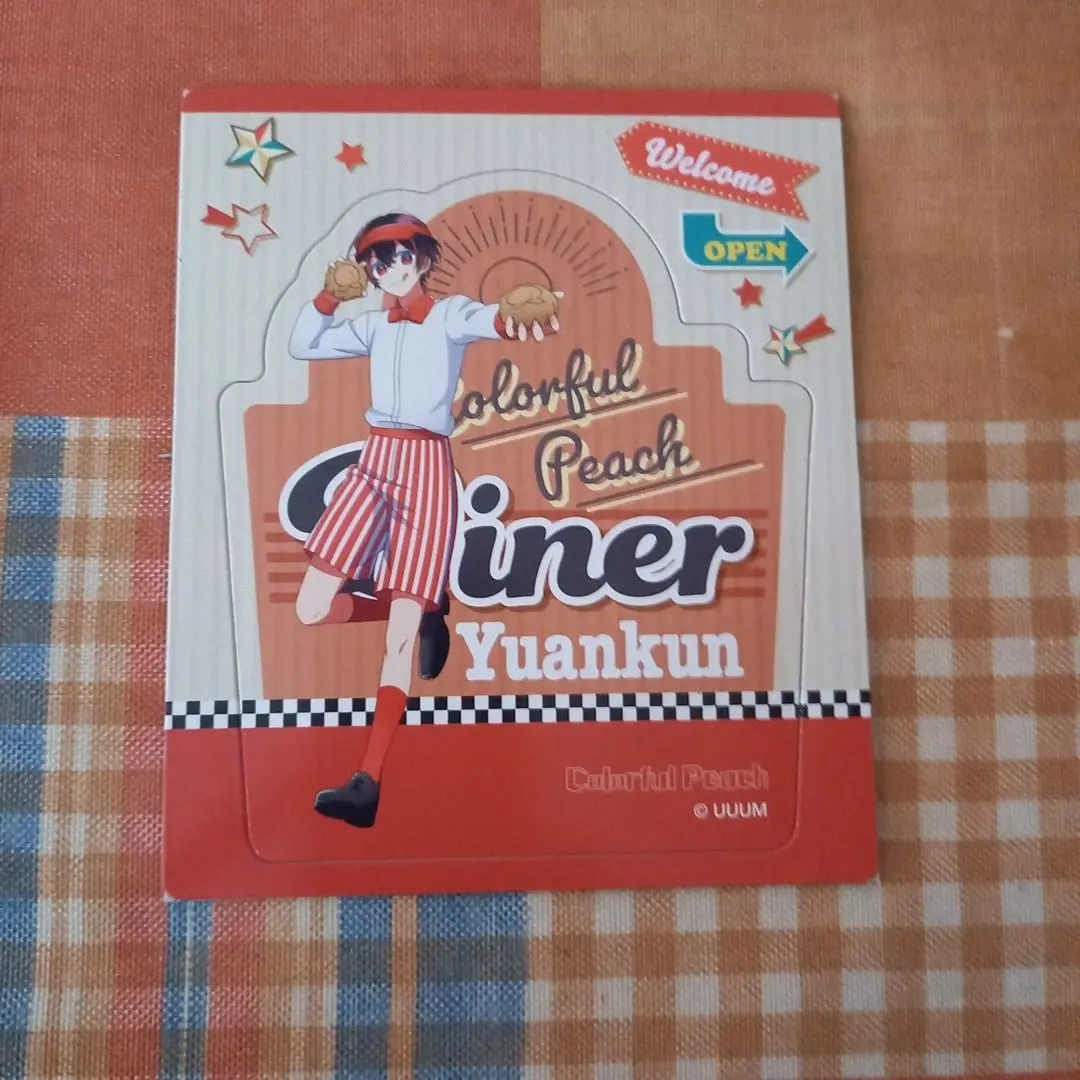 Welcome
OPEN
Colorful
Peach
Diner
Yuankun
Colorful Peach
© UUUM